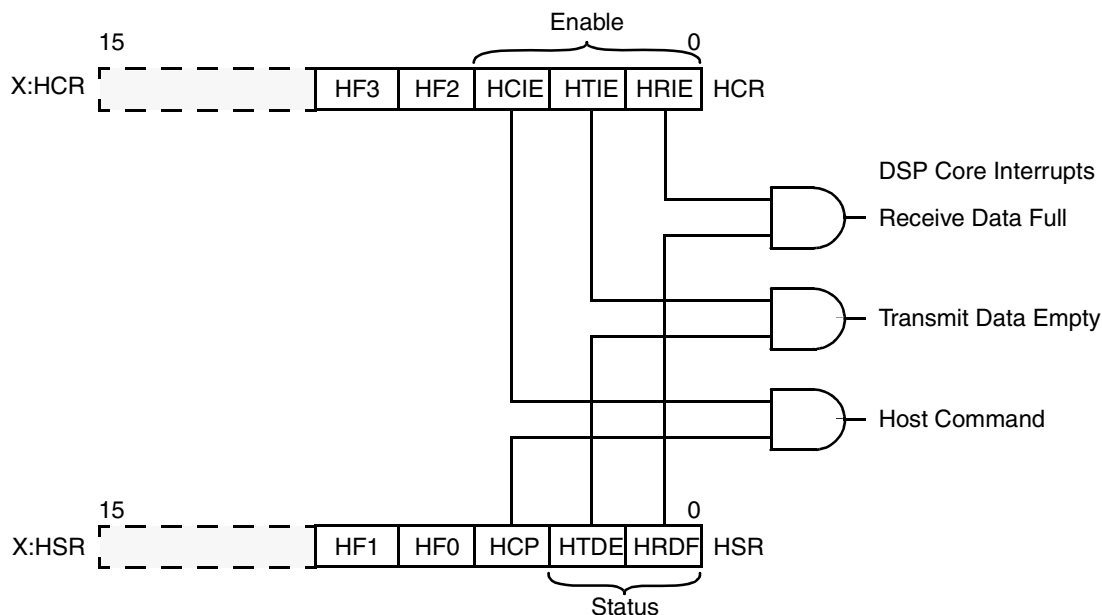 Enable
15 0
X:HCR HF3 HF2 HCIE HTIE HRIE HCR
DSP Core Interrupts
Receive Data Full
Transmit Data Empty
Host Command
15 0
X:HSR HF1 HF0 HCP HTDE HRDF HSR
Status